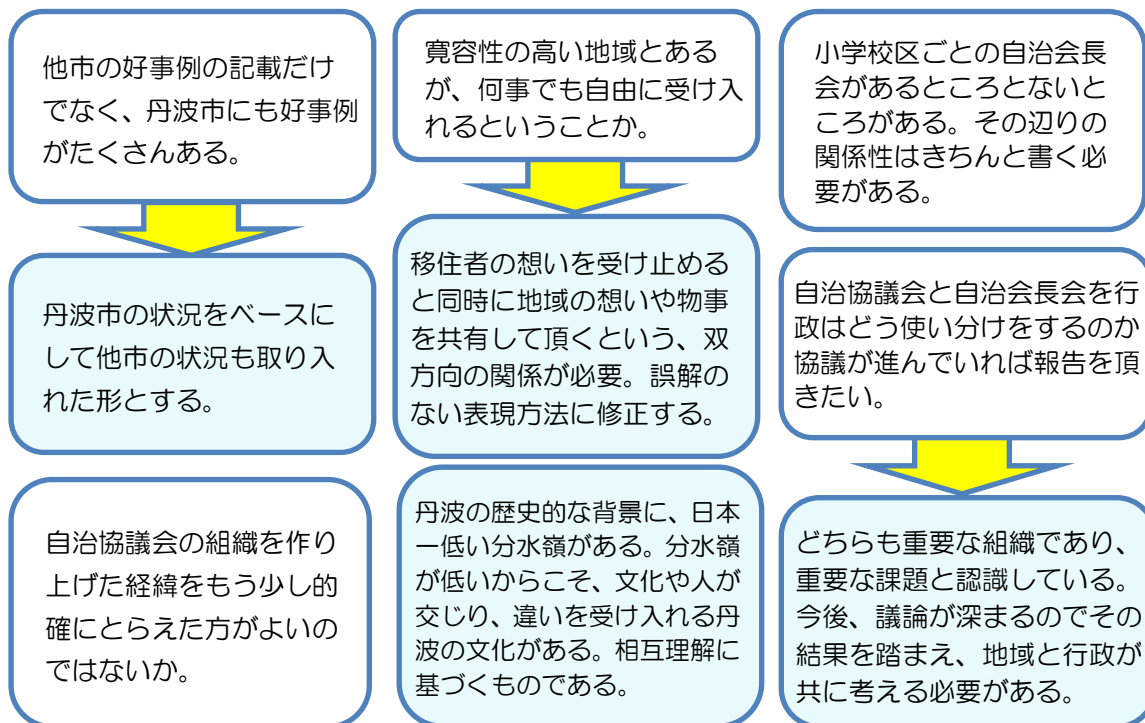 他市の好事例の記載だけ
でなく、丹波市にも好事例
がたくさんある。
丹波市の状況をベースに
して他市の状況も取り入
れた形とする。
自治協議会の組織を作り
上げた経緯をもう少し的
確にとらえた方がよいの
ではないか。
寛容性の高い地域とある
が、何事でも自由に受け入
れるということか。
移住者の想いを受け止める
と同時に地域の想いや物事
を共有して頂くという、双
方向の関係が必要。誤解の
ない表現方法に修正する。
丹波の歴史的な背景に、日本
一低い分水嶺がある。分水嶺
が低いからこそ、文化や人が
交じり、違いを受け入れる丹
波の文化がある。相互理解に
基づくものである。
小学校区ごとの自治会長
会があるところとないと
ころがある。その辺りの
関係性はきちんと書く必
要がある。
自治協議会と自治会長会を行
政はどう使い分けをするのか
協議が進んでいれば報告を頂
きたい。
どちらも重要な組織であり、
重要な課題と認識している。
今後、議論が深まるのでその
結果を踏まえ、地域と行政が
共に考える必要がある。